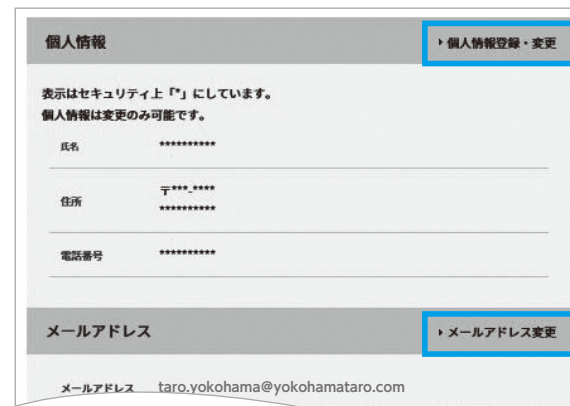 個人情報
個人情報登録・変更
表示はセキュリティ上「*」にしています。
個人情報は変更のみ可能です。
氏名 **********
住所 〒***-****
**********
電話番号 **********
メールアドレス
メールアドレス変更
メールアドレス taro.yokohama@yokohamataro.com